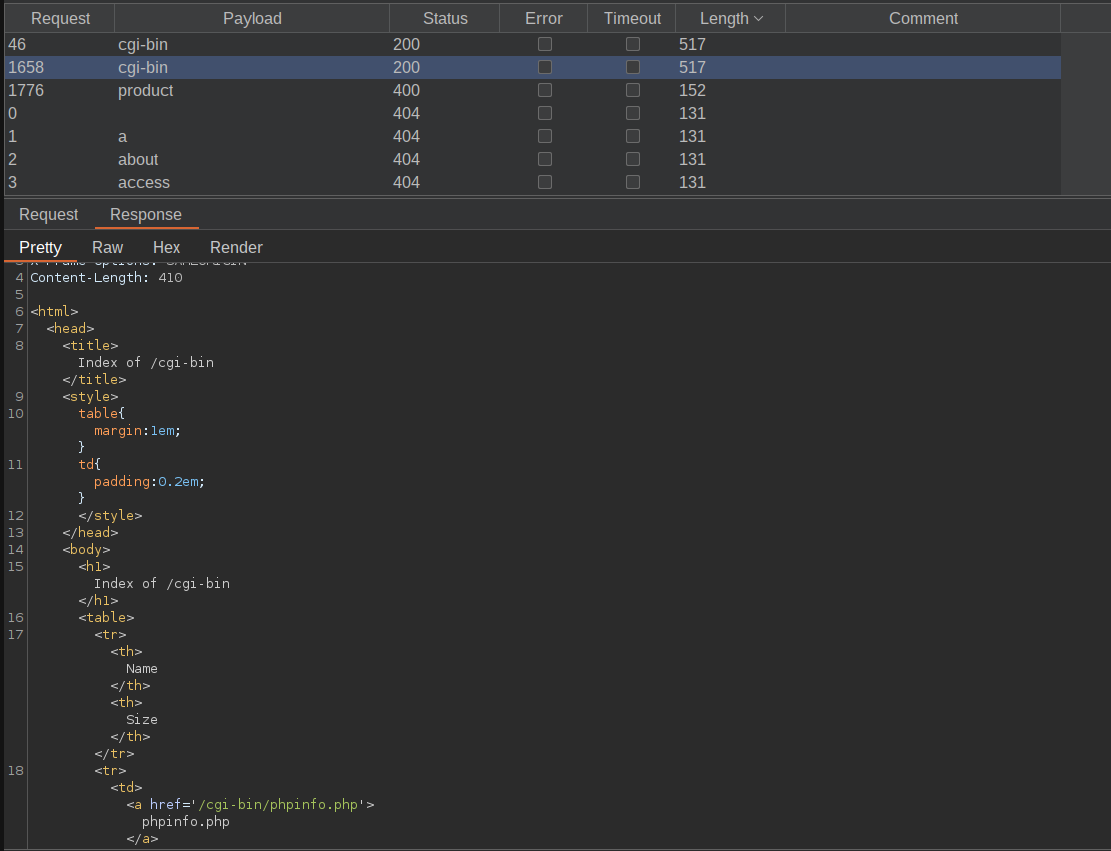 Request Payload Status Error Timeout Length Comment
46 cgi-bin 200 517
1658 cgi-bin 200 517
1776 product 400 152
0 404 131
1 a 404 131
2 about 404 131
3 access 404 131
Request Response
Pretty Raw Hex Render
4 Content-Length: 410
5
6 <html>
7 <head>
8 <title>
Index of /cgi-bin
</title>
9 <style>
10 table{
margin:1em;
}
11 td{
padding:0.2em;
}
12 </style>
13 </head>
14 <body>
15 <h1>
Index of /cgi-bin
</h1>
16 <table>
17 <tr>
<th>
Name
</th>
<th>
Size
</th>
</tr>
18 <tr>
<td>
<a href='/cgi-bin/phpinfo.php'>
phpinfo.php
</a>